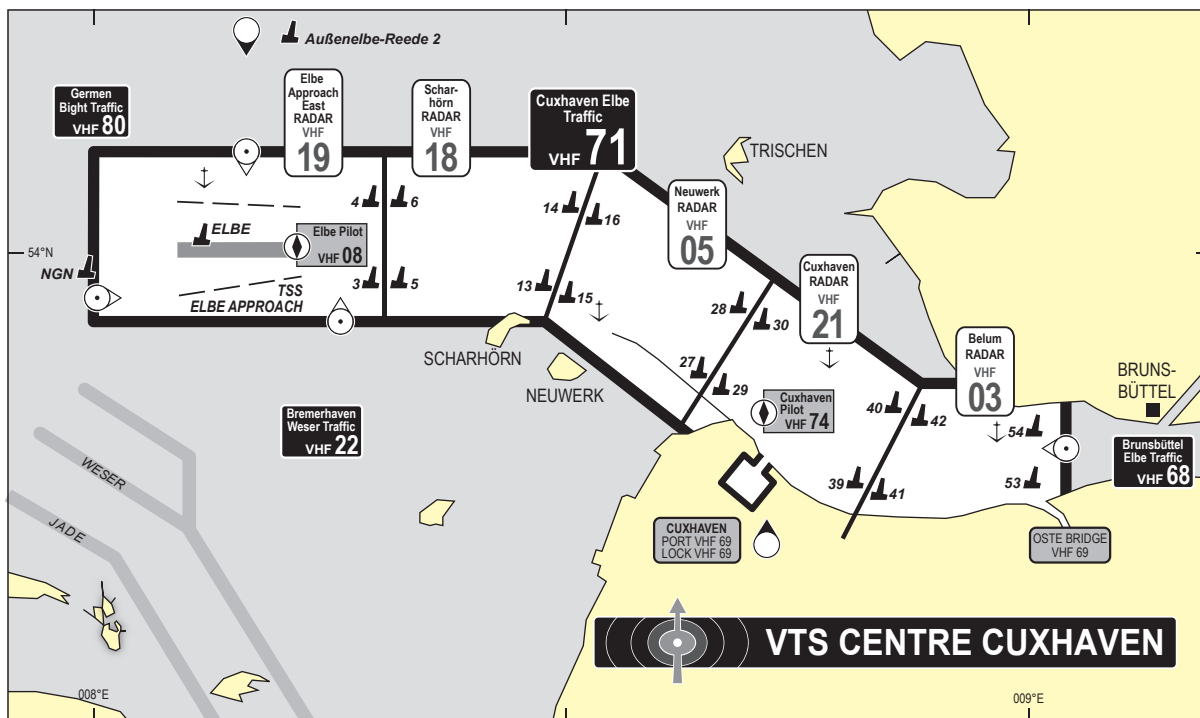 Außenelbe-Reede 2
Germen
Bight Traffic
VHF 80
Elbe
Approach
East
RADAR
VHF
19
Schar-
hörn
RADAR
VHF
18
Cuxhaven Elbe
Traffic
VHF 71
TRISCHEN
Neuwerk
RADAR
VHF
05
4
6
14
16
ELBE
Elbe Pilot
VHF 08
54°N
NGN
3
5
TSS
ELBE APPROACH
13
15
28
30
Cuxhaven
RADAR
VHF
21
SCHARHÖRN
NEUWERK
27
29
Belum
RADAR
VHF
03
BRUNS-
BÜTTEL
Cuxhaven
Pilot
VHF 74
40
42
54
Bremerhaven
Weser Traffic
VHF 22
Brunsbüttel
Elbe Traffic
VHF 68
39
41
53
WESER
JADE
CUXHAVEN
PORT VHF 69
LOCK VHF 69
OSTE BRIDGE
VHF 69
VTS CENTRE CUXHAVEN
008°E
009°E